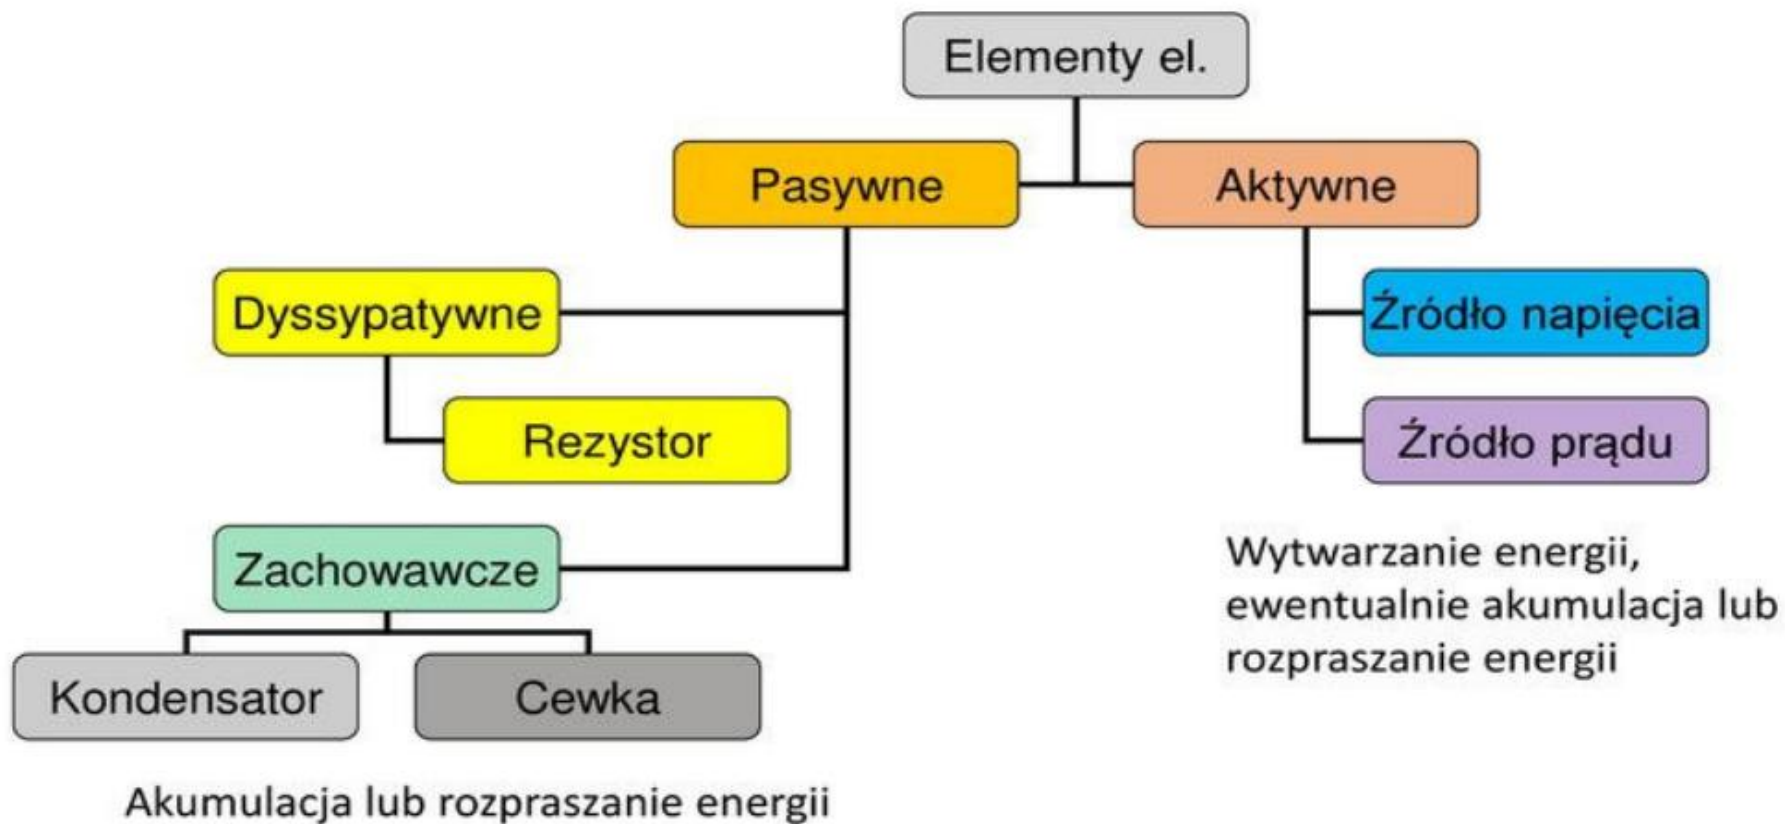 Elementy el.
Pasywne
Aktywne
Dyssypatywne
Źródło napięcia
Rezystor
Źródło prądu
Zachowawcze
Wytwarzanie energii,
ewentualnie akumulacja lub
rozpraszanie energii
Kondensator
Cewka
Akumulacja lub rozpraszanie energii